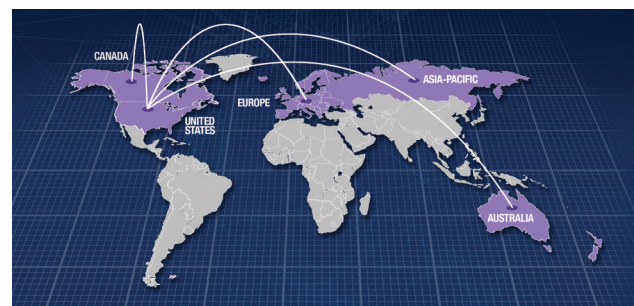 CANADA
UNITED
STATES
EUROPE
ASIA-PACIFIC
AUSTRALIA